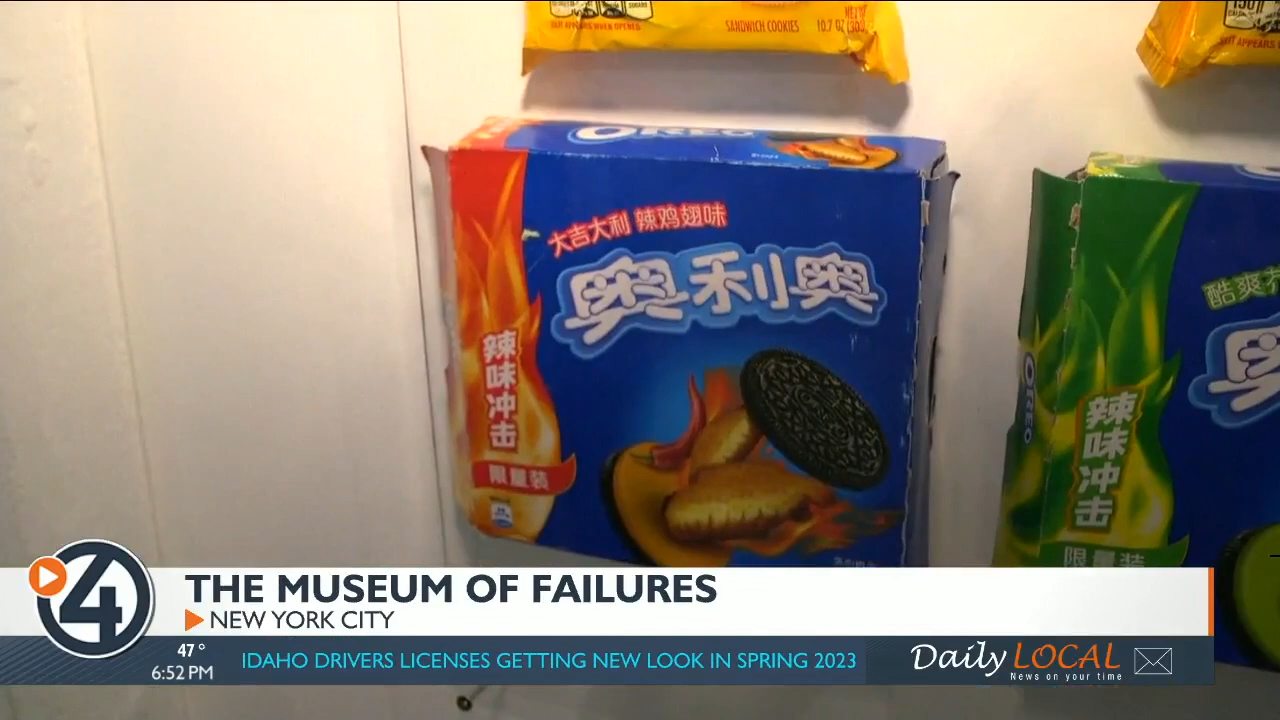 SANDWICH COOKIES
OREO
大吉大利 辣鸡翅味
奥利奥
辣味冲击
限量装
OREO
酷爽
辣味冲击
限量装
4
THE MUSEUM OF FAILURES
NEW YORK CITY
47°
6:52 PM
IDAHO DRIVERS LICENSES GETTING NEW LOOK IN SPRING 2023
Daily LOCAL
News on your time